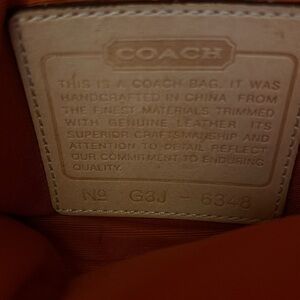 COACH
THIS IS A COACH BAG. IT WAS
HANDCRAFTED IN CHINA FROM
THE FINEST MATERIALS TRIMMED
WITH GENUINE LEATHER ITS
SUPERIOR CRAFTSMANSHIP AND
ATTENTION TO DETAIL REFLECT
OUR COMMITMENT TO ENDURING
QUALITY.
Nº G3J - 6348